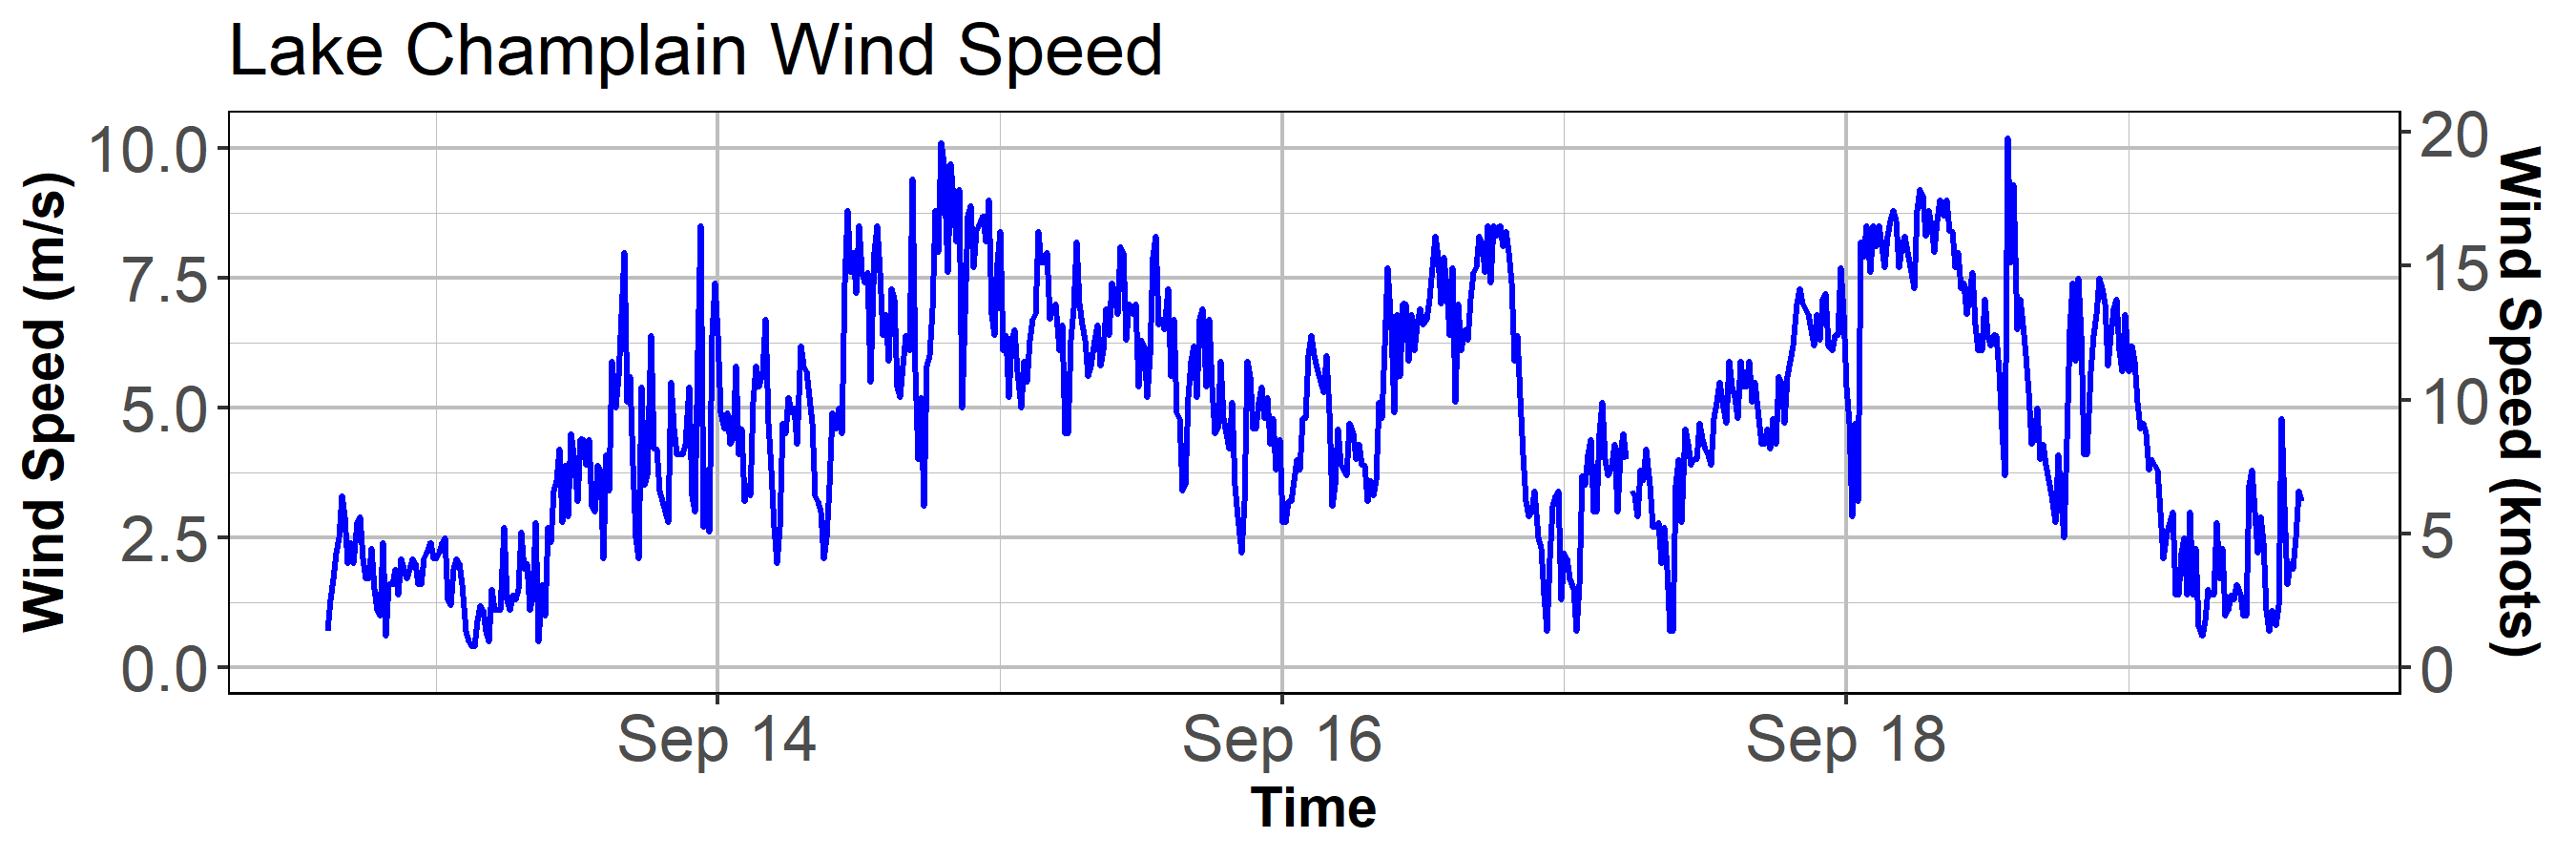 Lake Champlain Wind Speed
Wind Speed (m/s)
10.0
7.5
5.0
2.5
0.0
20
15
10
5
0
Wind Speed (knots)
Sep 14
Sep 16
Sep 18
Time